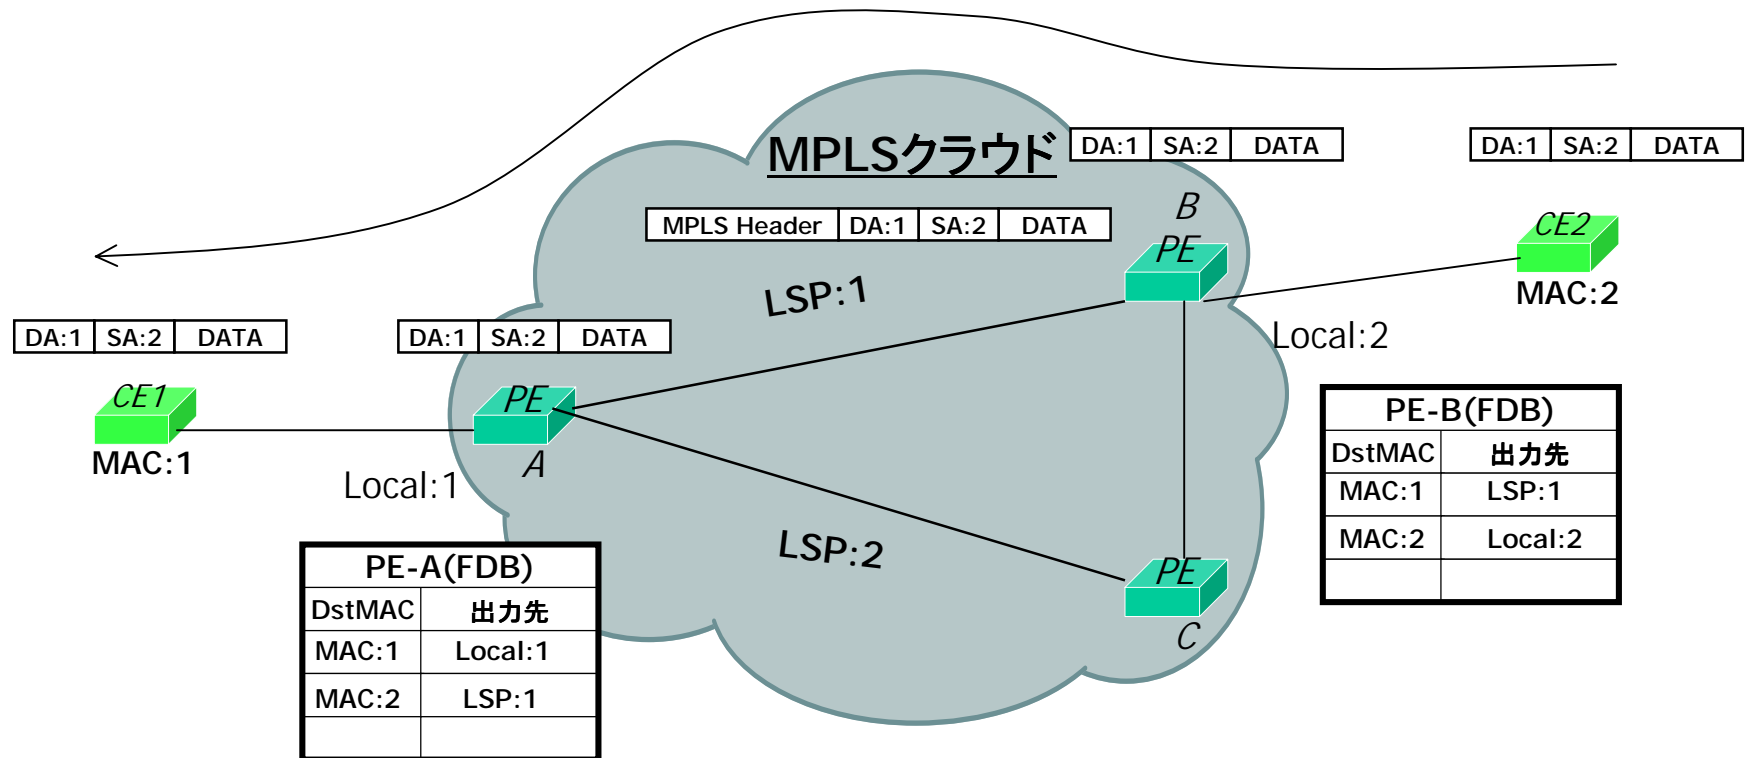 MPLSクラウド
DA:1 SA:2 DATA
DA:1 SA:2 DATA
MPLS Header DA:1 SA:2 DATA
B
PE
CE2
MAC:2
LSP:1
Local:2
DA:1 SA:2 DATA
DA:1 SA:2 DATA
CE1
MAC:1
PE
A
Local:1
LSP:2
PE
C
PE-B(FDB)
DstMAC 出力先
MAC:1 LSP:1
MAC:2 Local:2
PE-A(FDB)
DstMAC 出力先
MAC:1 Local:1
MAC:2 LSP:1